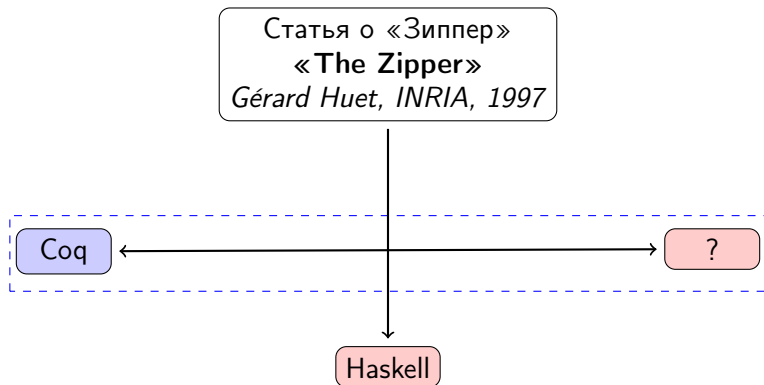 Статья о «Зиппер»
«The Zipper»
Gérard Huet, INRIA, 1997
Coq
?
Haskell